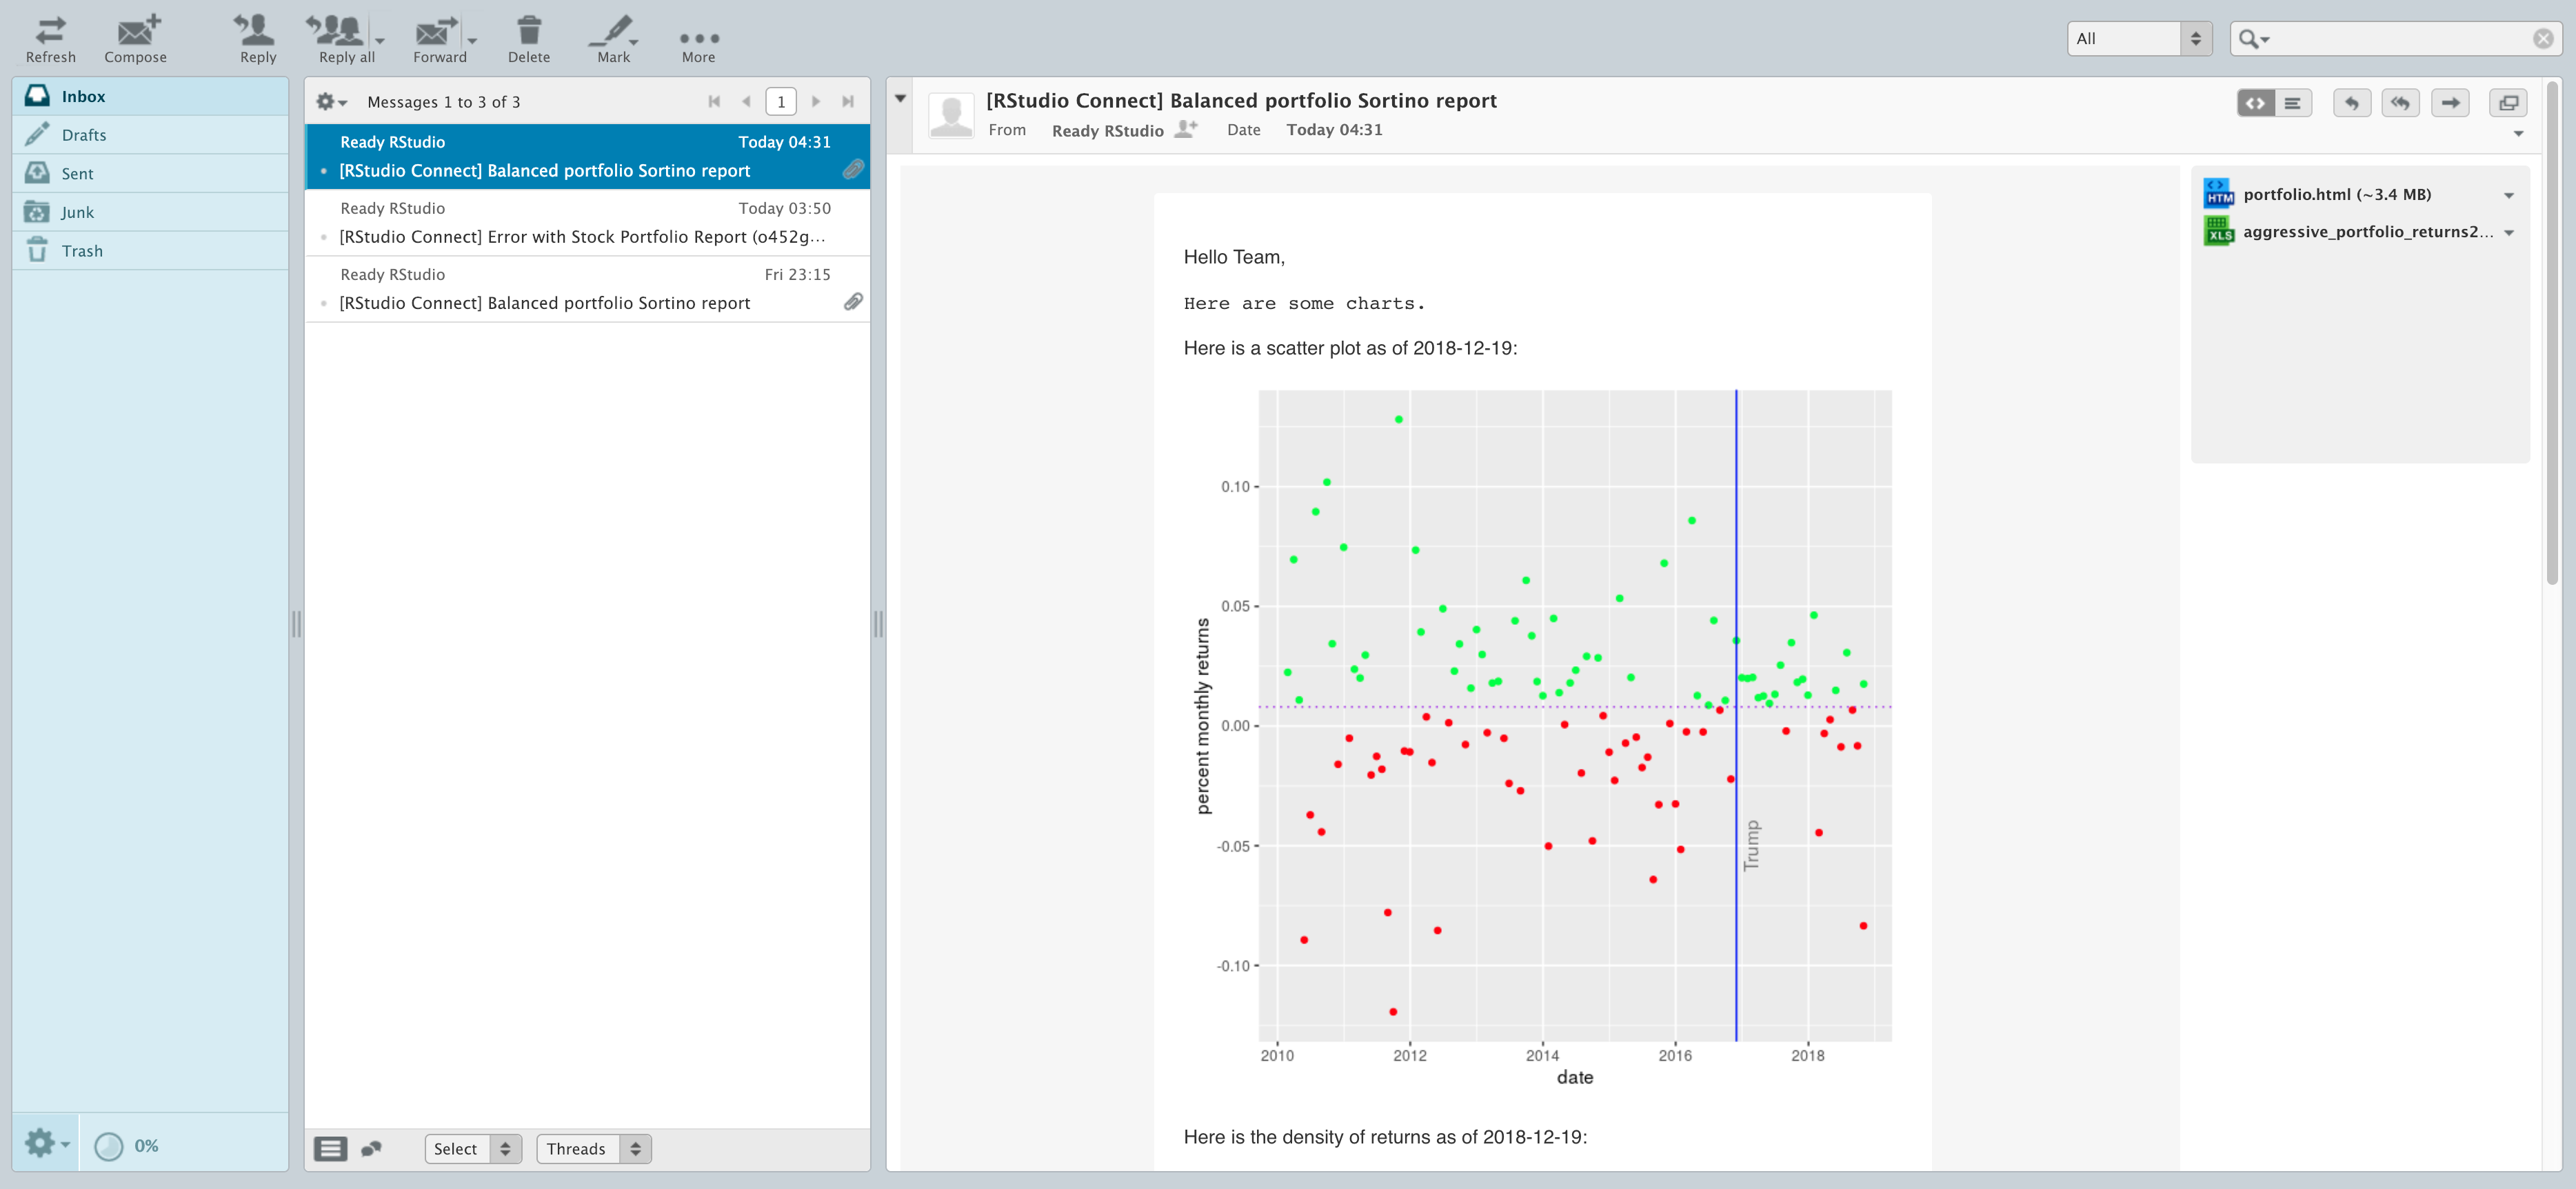 Refresh
Compose
Reply
Reply all
Forward
Delete
Mark
More
All
Inbox
Drafts
Sent
Junk
Trash
0%
Messages 1 to 3 of 3
1
Ready RStudio Today 04:31
[RStudio Connect] Balanced portfolio Sortino report
Ready RStudio Today 03:50
[RStudio Connect] Error with Stock Portfolio Report (o452g...
Ready RStudio Fri 23:15
[RStudio Connect] Balanced portfolio Sortino report
Select
Threads
[RStudio Connect] Balanced portfolio Sortino report
From Ready RStudio Date Today 04:31
HTM portfolio.html (~3.4 MB)
XLS aggressive_portfolio_returns2...
Hello Team,
Here are some charts.
Here is a scatter plot as of 2018-12-19:
percent monthly returns
0.10
0.05
0.00
-0.05
-0.10
Trump
2010 2012 2014 2016 2018
date
Here is the density of returns as of 2018-12-19: